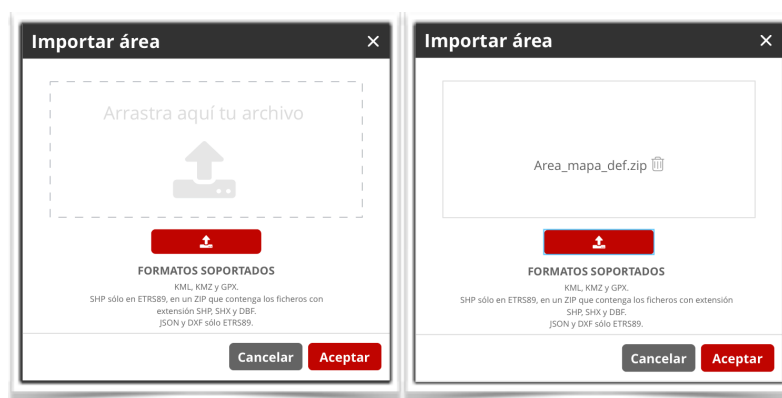 Importar área
Arrastra aquí tu archivo
FORMATOS SOPORTADOS
KML, KMZ y GPX.
SHP sólo en ETRS89, en un ZIP que contenga los ficheros con
extensión SHP, SHX y DBF.
JSON y DXF sólo ETRS89.
Cancelar
Aceptar
Importar área
Area_mapa_def.zip
FORMATOS SOPORTADOS
KML, KMZ y GPX.
SHP sólo en ETRS89, en un ZIP que contenga los ficheros con extensión
SHP, SHX y DBF.
JSON y DXF sólo ETRS89.
Cancelar
Aceptar